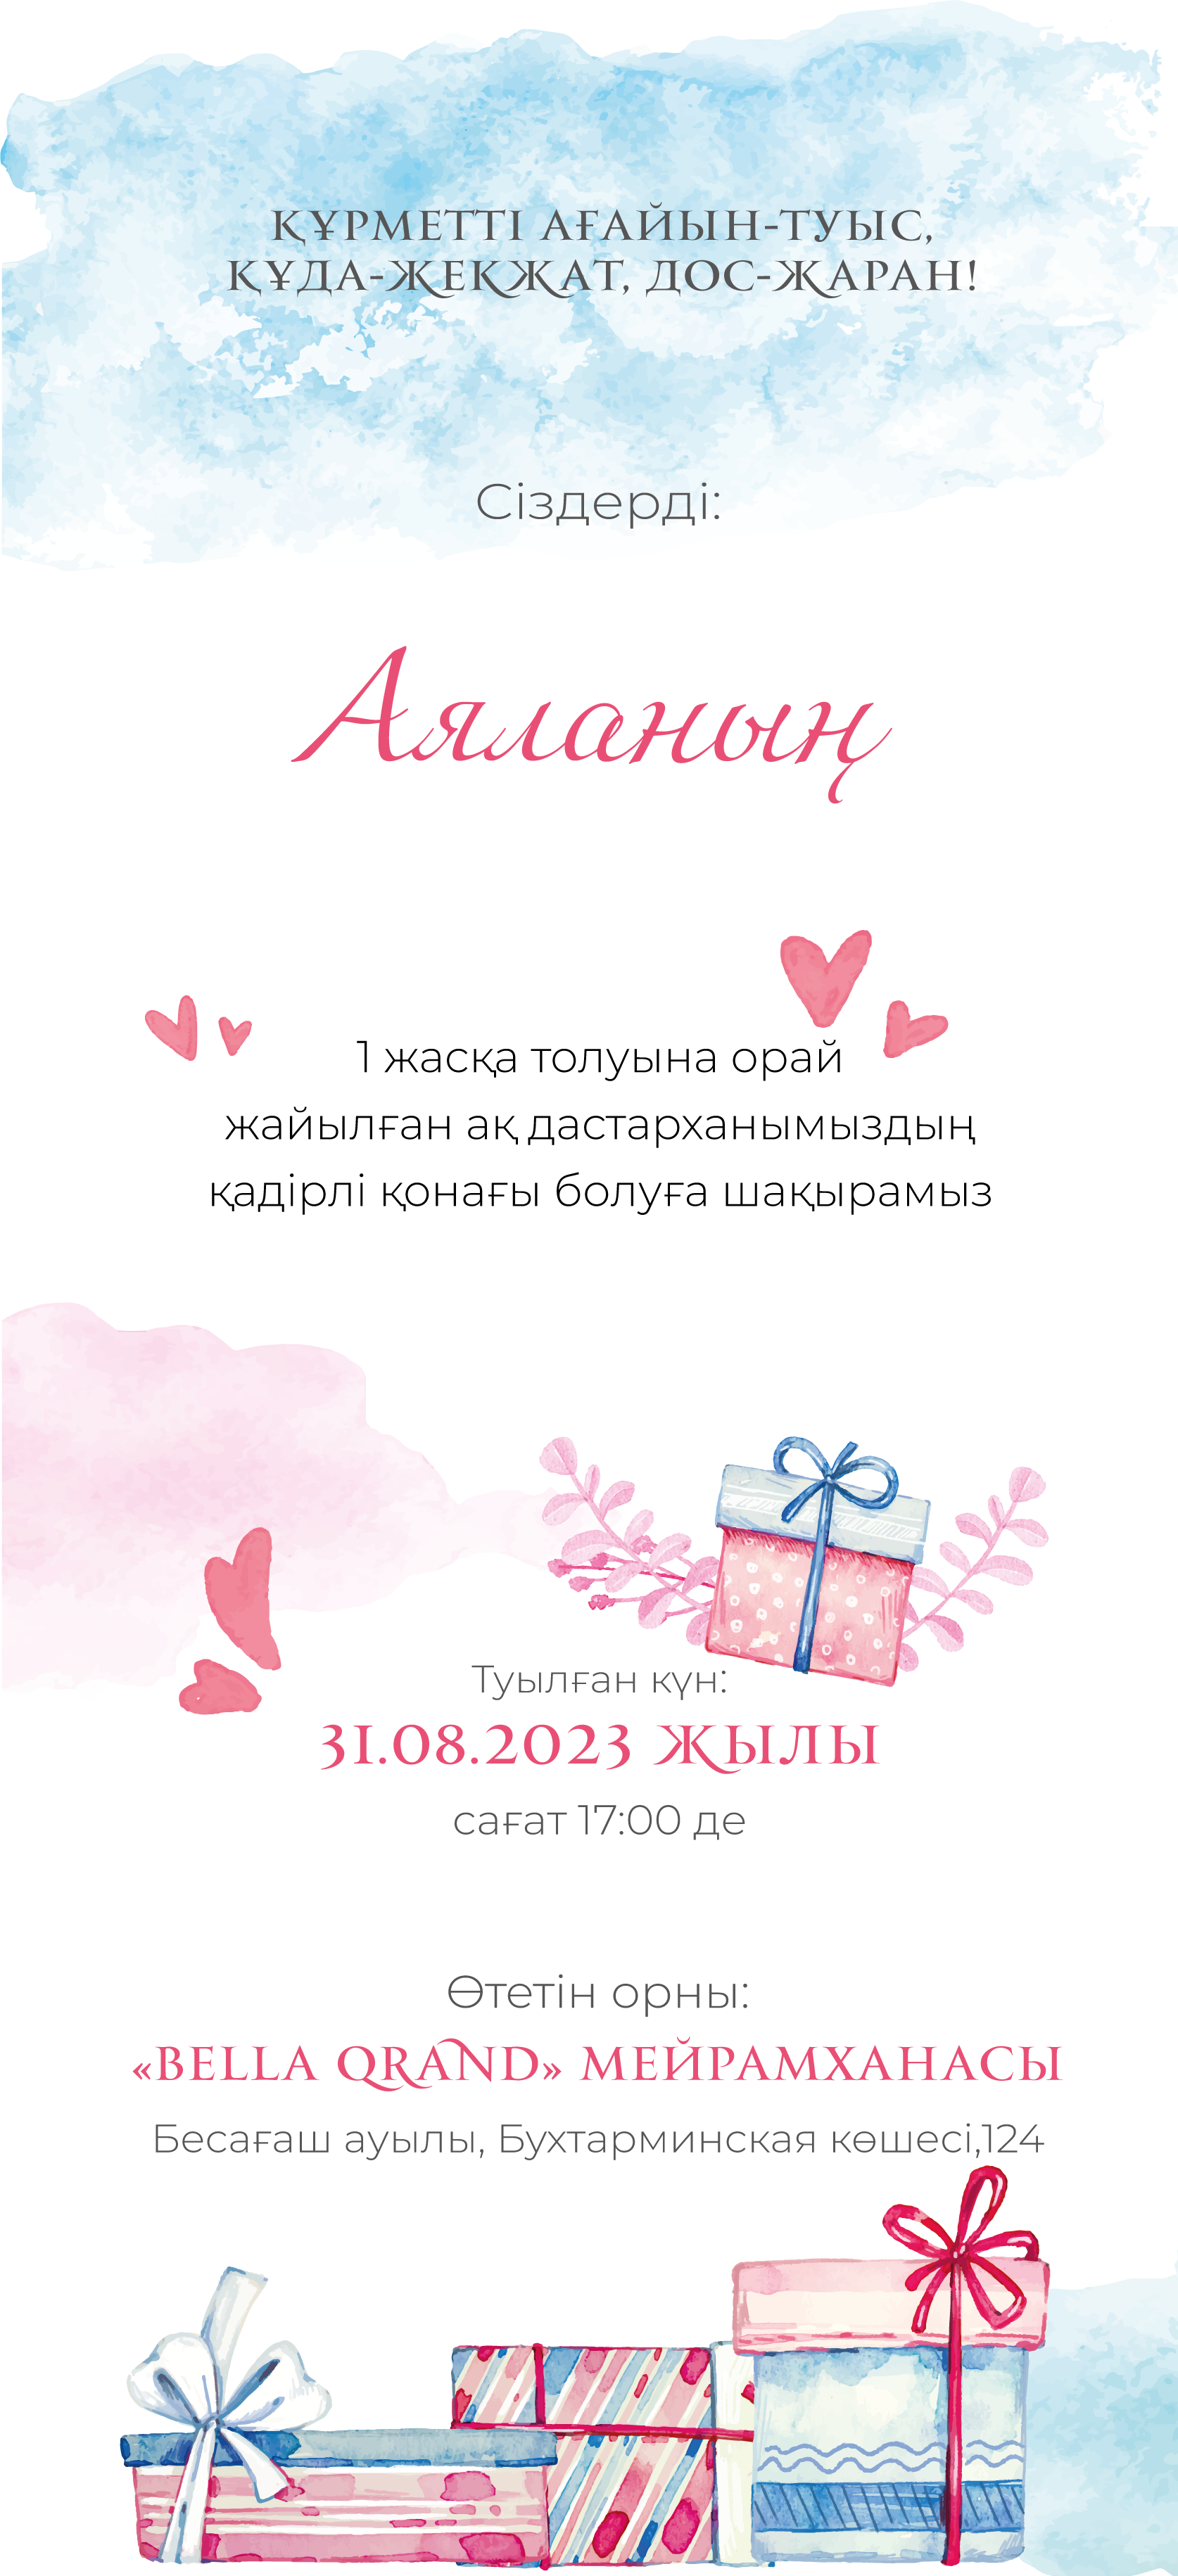 ҚҰРМЕТТІ АҒАЙЫН-ТУЫС,
ҚҰДА-ЖЕКЖАТ, ДОС-ЖАРАН!
Сіздерді:
Аяланың
1 жасқа толуына орай
жайылған ақ дастарханымыздың
қадірлі қонағы болуға шақырамыз
Туылған күн:
31.08.2023 ЖЫЛЫ
сағат 17:00 де
Өтетін орны:
«BELLA QRAND» МЕЙРАМХАНАСЫ
Бесағаш ауылы, Бухтарминская көшесі,124